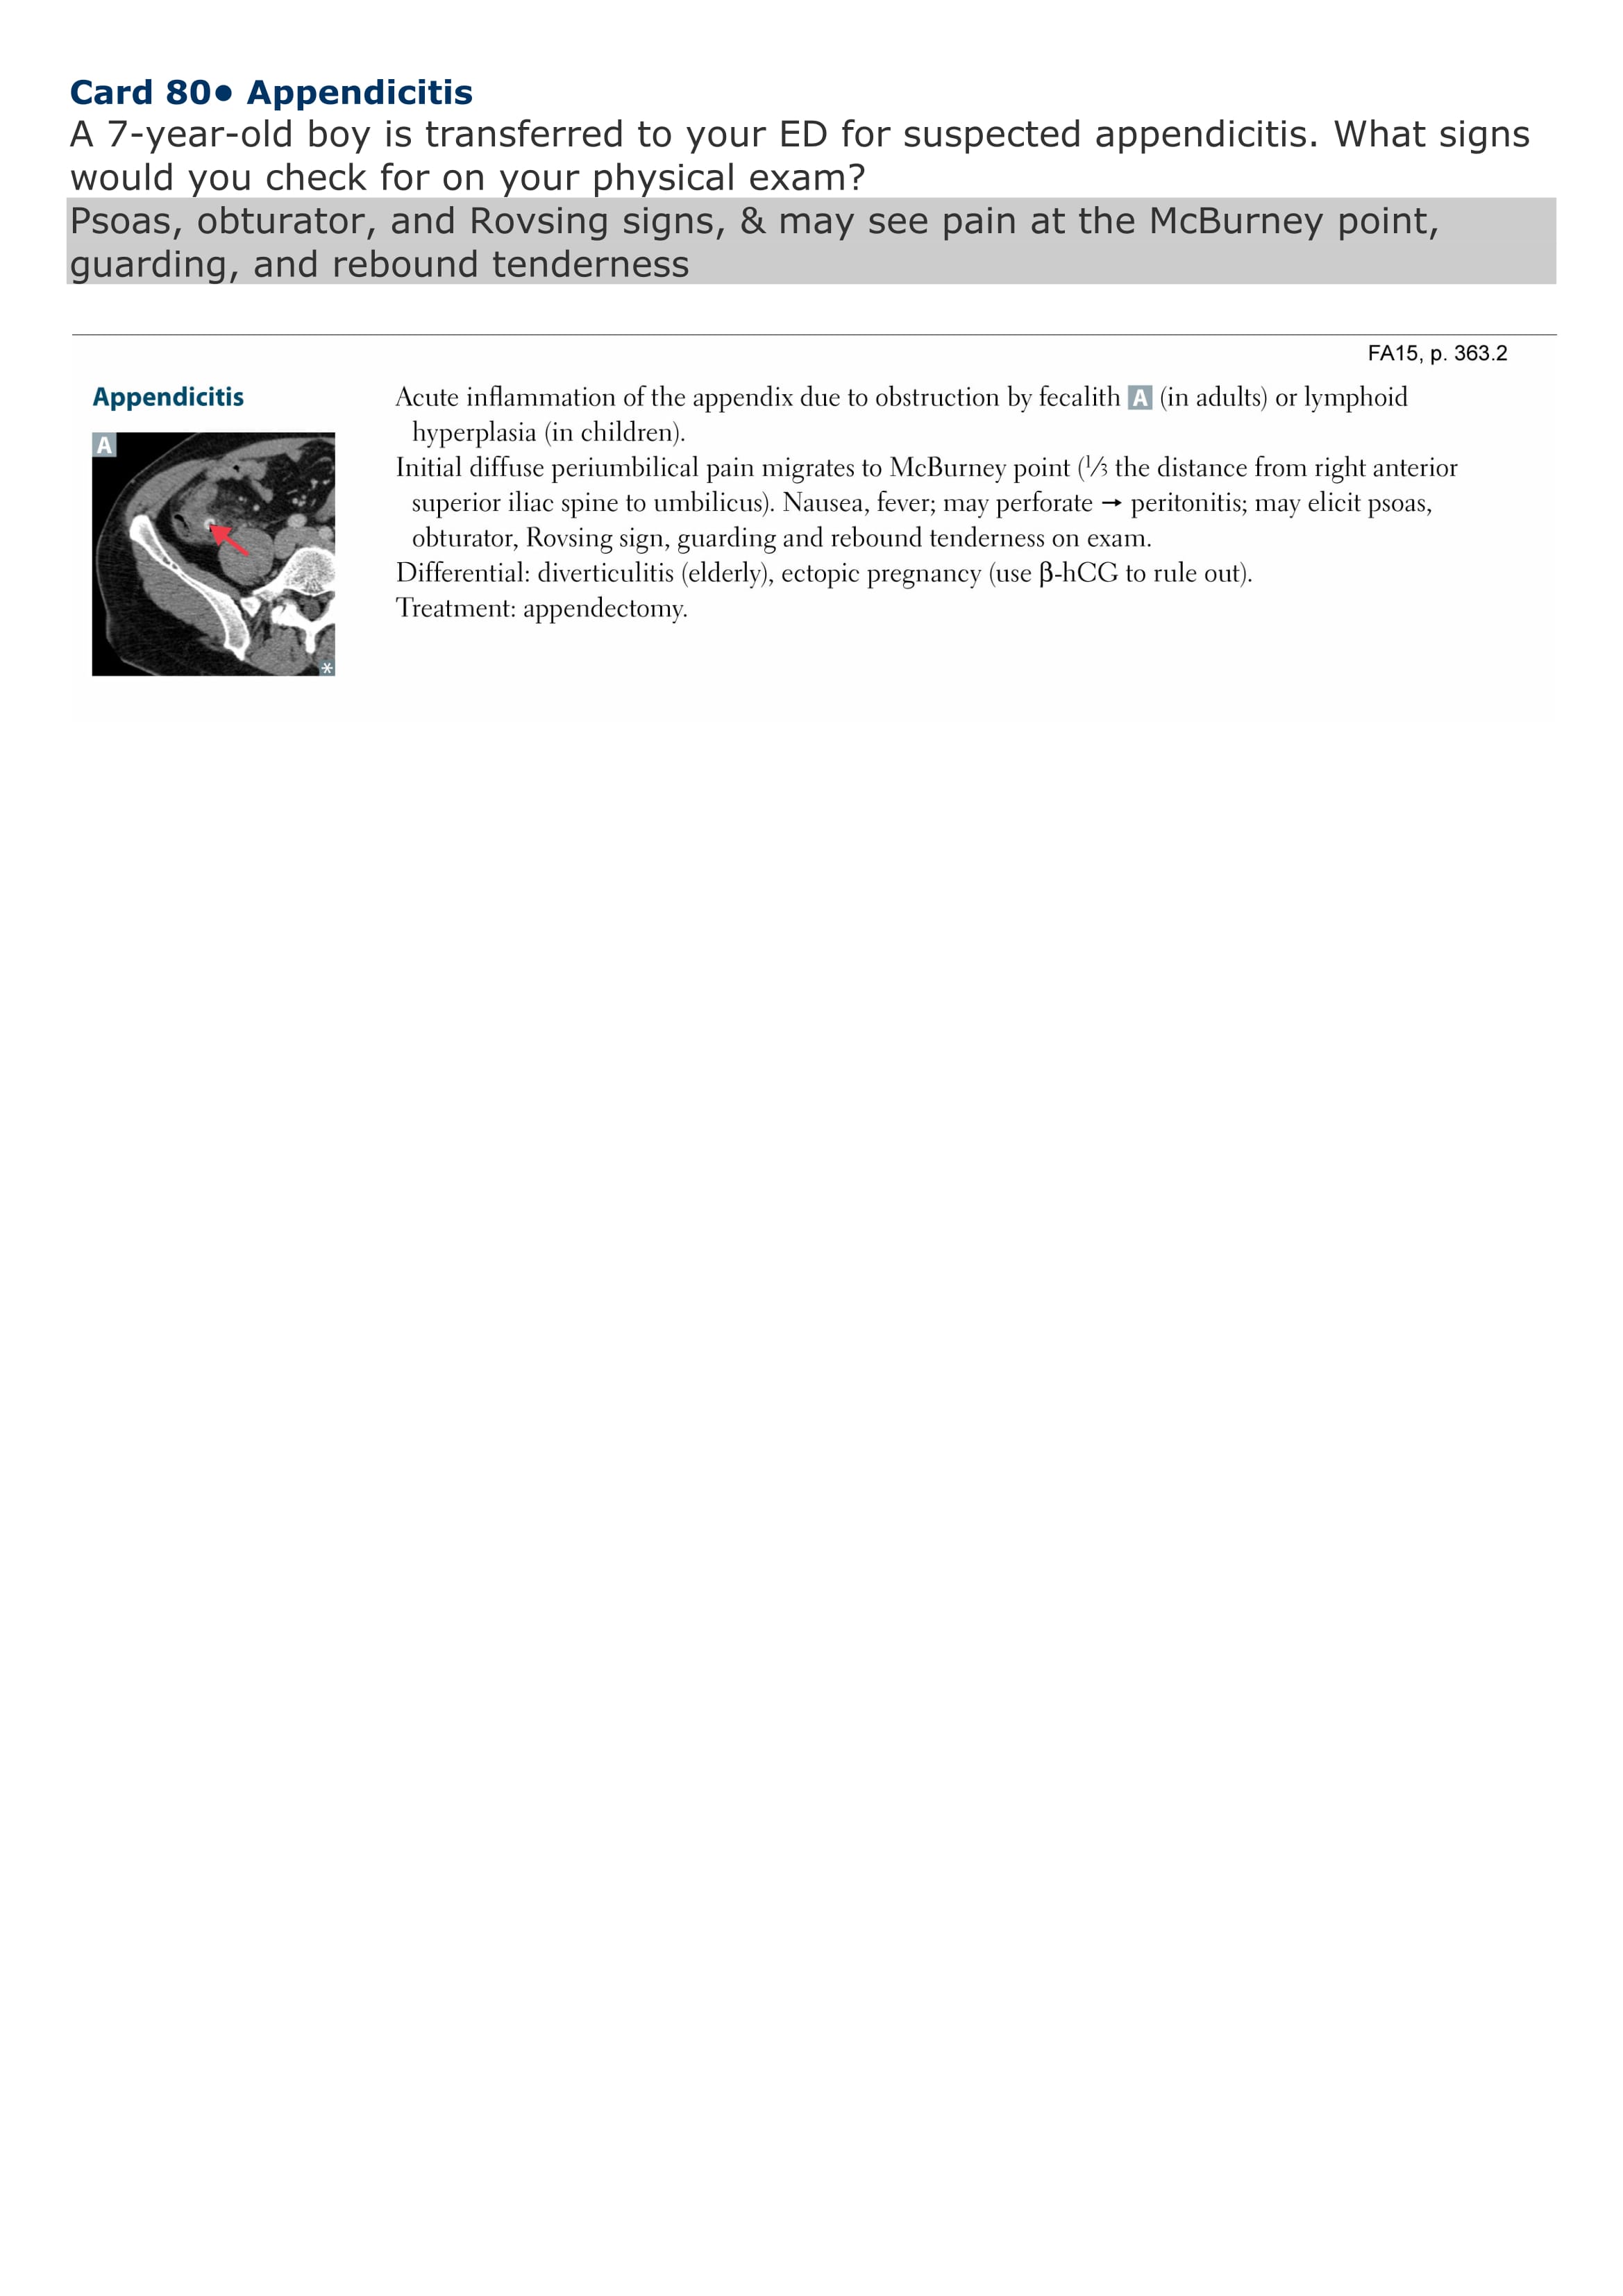 Card 80● Appendicitis
A 7-year-old boy is transferred to your ED for suspected appendicitis. What signs
would you check for on your physical exam?
Psoas, obturator, and Rovsing signs, & may see pain at the McBurney point,
guarding, and rebound tenderness
FA15, p. 363.2
Appendicitis
A
*
Acute inflammation of the appendix due to obstruction by fecalith A (in adults) or lymphoid
hyperplasia (in children).
Initial diffuse periumbilical pain migrates to McBurney point (⅓ the distance from right anterior
superior iliac spine to umbilicus). Nausea, fever; may perforate → peritonitis; may elicit psoas,
obturator, Rovsing sign, guarding and rebound tenderness on exam.
Differential: diverticulitis (elderly), ectopic pregnancy (use β-hCG to rule out).
Treatment: appendectomy.